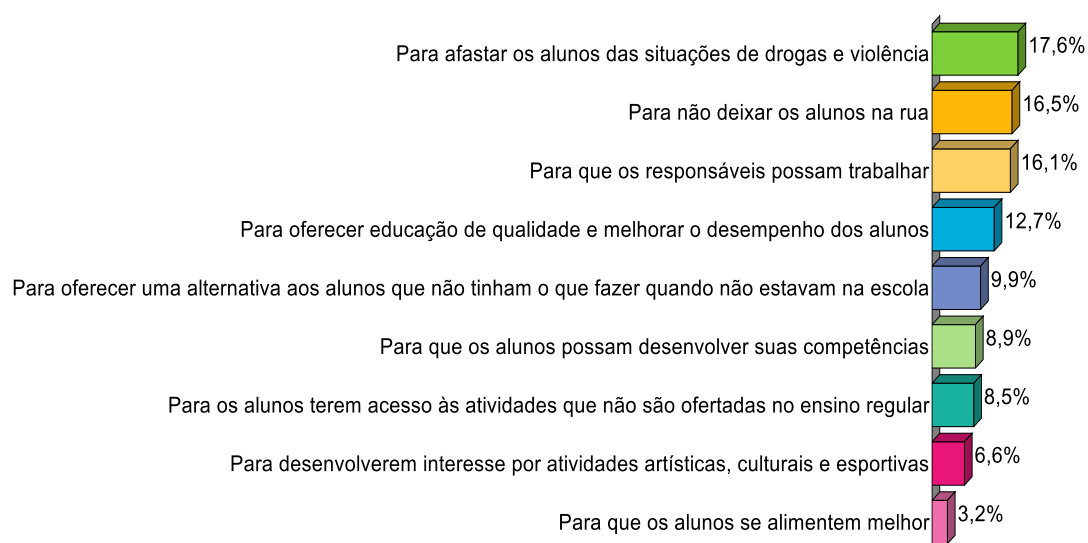 Para afastar os alunos das situações de drogas e violência 17,6%
Para não deixar os alunos na rua 16,5%
Para que os responsáveis possam trabalhar 16,1%
Para oferecer educação de qualidade e melhorar o desempenho dos alunos 12,7%
Para oferecer uma alternativa aos alunos que não tinham o que fazer quando não estavam na escola 9,9%
Para que os alunos possam desenvolver suas competências 8,9%
Para os alunos terem acesso às atividades que não são ofertadas no ensino regular 8,5%
Para desenvolverem interesse por atividades artísticas, culturais e esportivas 6,6%
Para que os alunos se alimentem melhor 3,2%